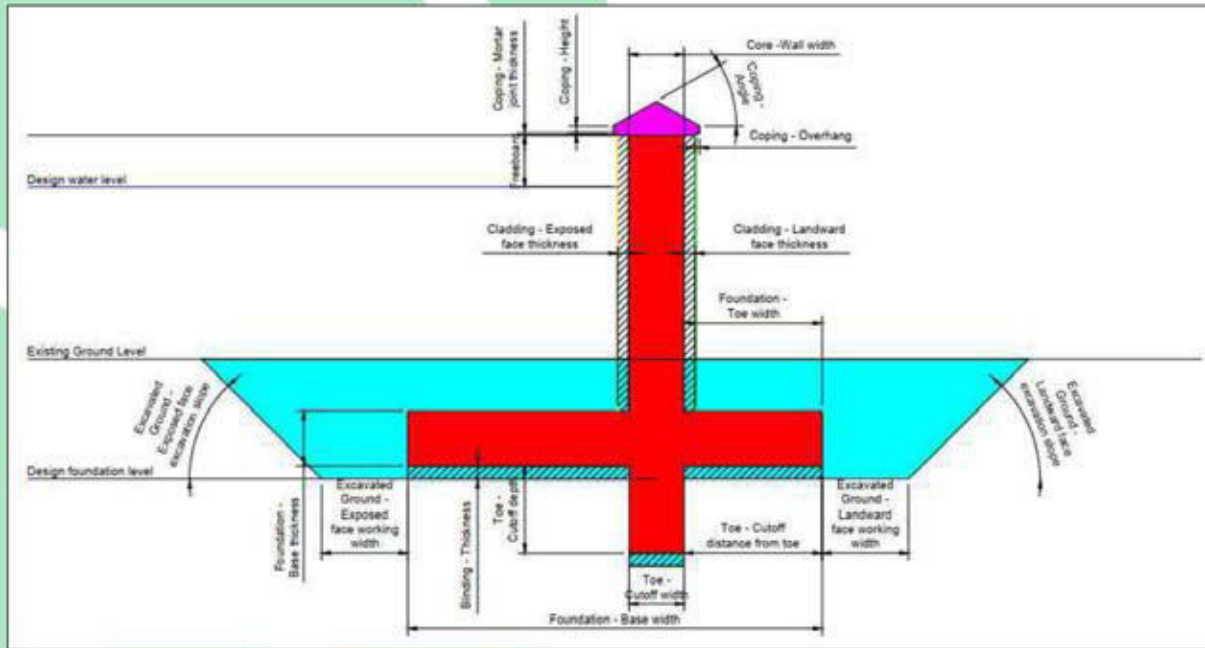 Coping - Mortar
joint thickness
Coping - Height
Core -Wall width
Coping -
Angle
Coping - Overhang
Freeboard
Design water level
Cladding - Exposed
face thickness
Cladding - Landward
face thickness
Foundation -
Toe width
Existing Ground Level
Excavated
Ground -
Exposed face
excavation slope
Excavated
Ground -
Landward face
excavation slope
Design foundation level
Foundation -
Base thickness
Excavated
Ground -
Exposed
face working
width
Binding - Thickness
Toe -
Cutoff depth
Toe - Cutoff
distance from toe
Excavated
Ground -
Landward
face working
width
Toe -
Cutoff width
Foundation - Base width